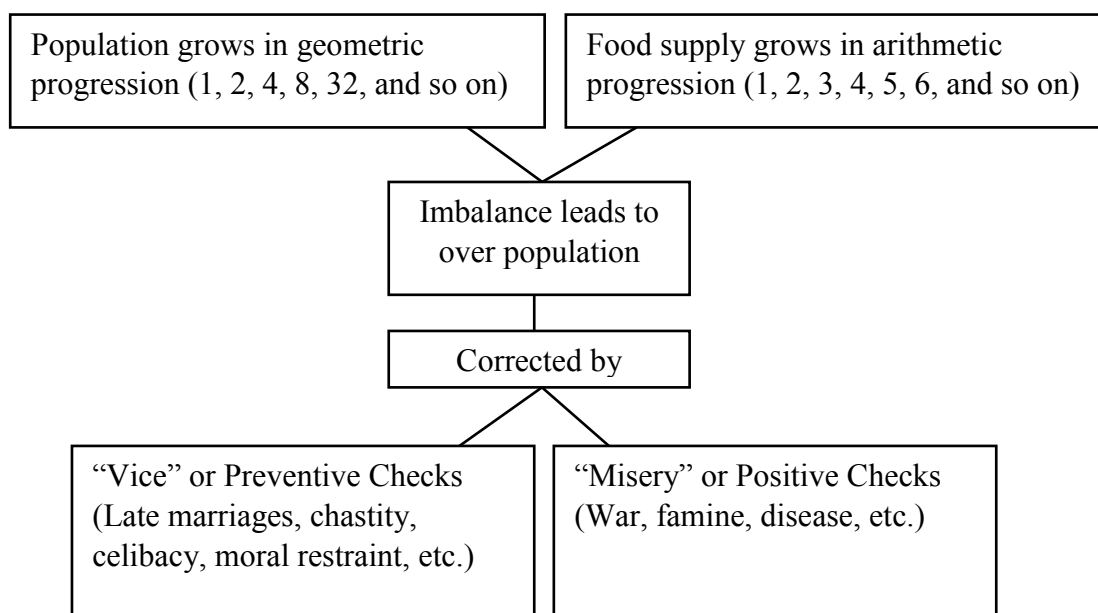 Population grows in geometric
progression (1, 2, 4, 8, 32, and so on)
Food supply grows in arithmetic
progression (1, 2, 3, 4, 5, 6, and so on)
Imbalance leads to
over population
Corrected by
“Vice” or Preventive Checks
(Late marriages, chastity,
celibacy, moral restraint, etc.)
“Misery” or Positive Checks
(War, famine, disease, etc.)